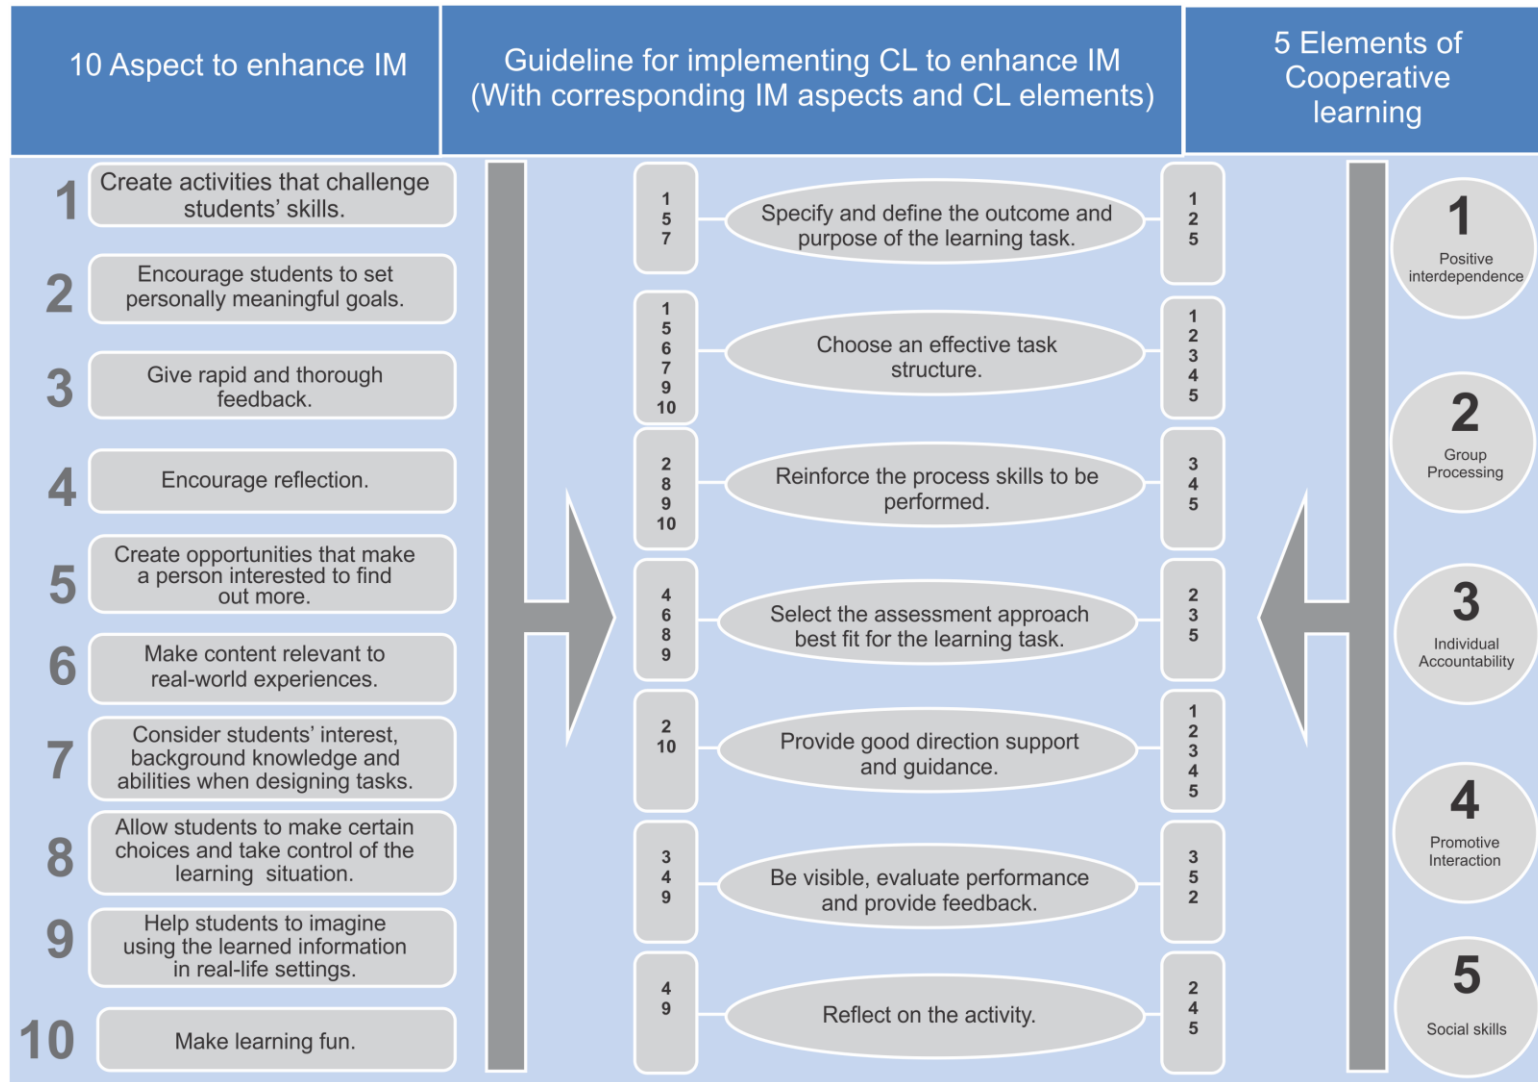 10 Aspect to enhance IM
Guideline for implementing CL to enhance IM
(With corresponding IM aspects and CL elements)
5 Elements of
Cooperative
learning
1
Create activities that challenge
students’ skills.
2
Encourage students to set
personally meaningful goals.
3
Give rapid and thorough
feedback.
4
Encourage reflection.
5
Create opportunities that make
a person interested to find
out more.
6
Make content relevant to
real-world experiences.
7
Consider students’ interest,
background knowledge and
abilities when designing tasks.
8
Allow students to make certain
choices and take control of the
learning situation.
9
Help students to imagine
using the learned information
in real-life settings.
10
Make learning fun.
1
5
7
Specify and define the outcome and
purpose of the learning task.
1
2
5
1
5
6
7
9
10
Choose an effective task
structure.
1
2
3
4
5
2
8
9
10
Reinforce the process skills to be
performed.
3
4
5
4
6
8
9
Select the assessment approach
best fit for the learning task.
2
3
5
2
10
Provide good direction support
and guidance.
1
2
3
4
5
3
4
9
Be visible, evaluate performance
and provide feedback.
3
5
2
4
9
Reflect on the activity.
2
4
5
1
Positive
interdependence
2
Group
Processing
3
Individual
Accountability
4
Promotive
Interaction
5
Social skills